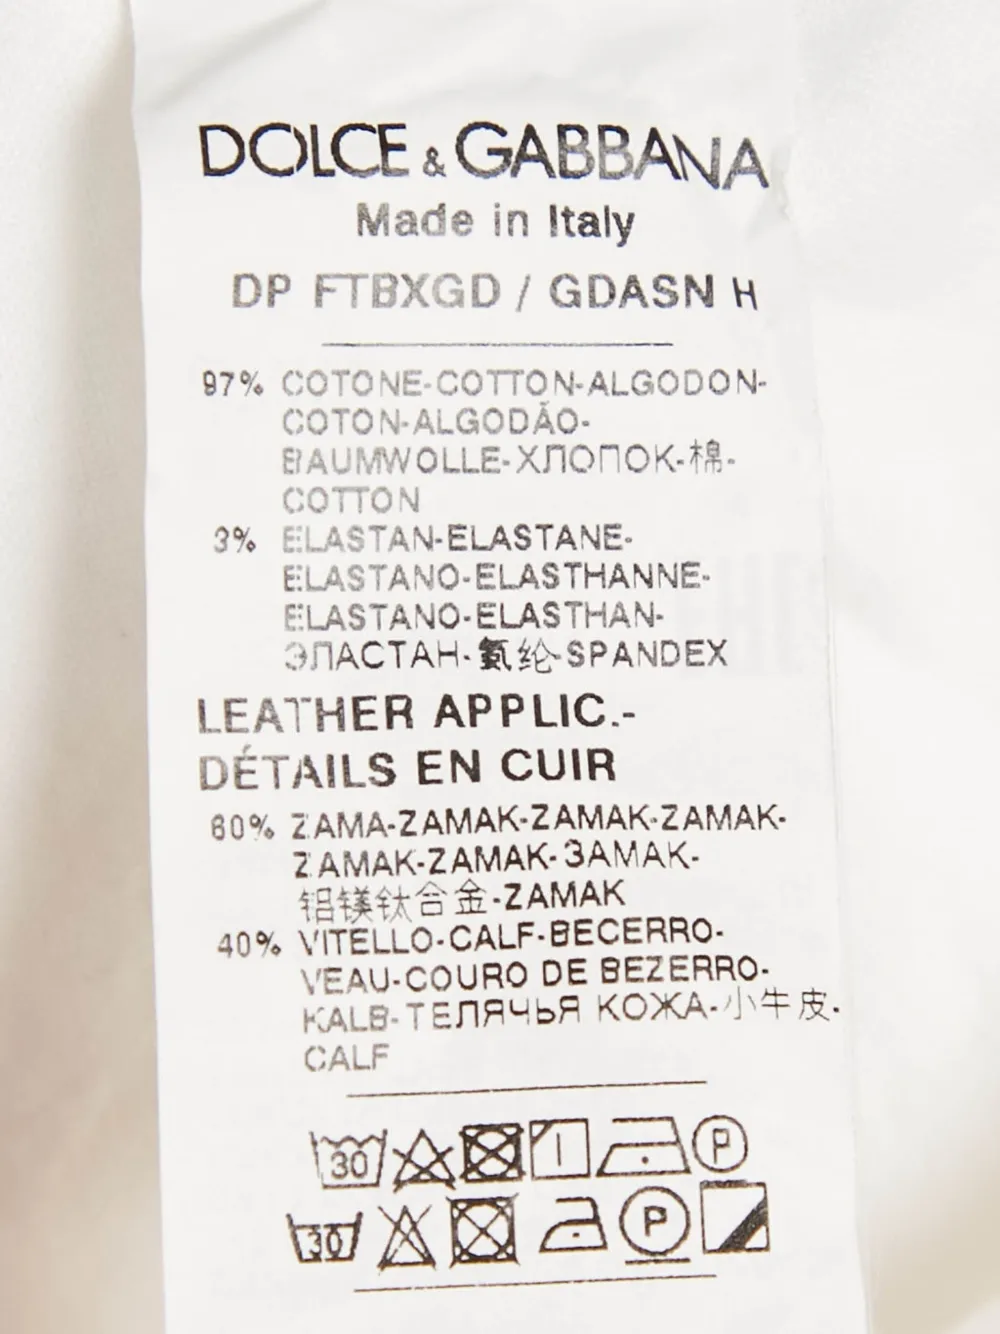 DOLCE & GABBANA
Made in Italy
DP FTBXGD / GDASN H
97% COTONE-COTTON-ALGODON-
COTON-ALGODÃO-
BAUMWOLLE-ХЛОПОК-棉-
COTTON
3% ELASTAN-ELASTANE-
ELASTANO-ELASTHANNE-
ELASTANO-ELASTHAN-
ЭЛАСТАН-氨纶-SPANDEX
LEATHER APPLIC.-
DÉTAILS EN CUIR
60% ZAMA-ZAMAK-ZAMAK-ZAMAK-
ZAMAK-ZAMAK-ЗАМАК-
铝镁钛合金-ZAMAK
40% VITELLO-CALF-BECERRO-
VEAU-COURO DE BEZERRO-
KALB-ТЕЛЯЧЬЯ КОЖА-小牛皮-
CALF
30 P
30 P